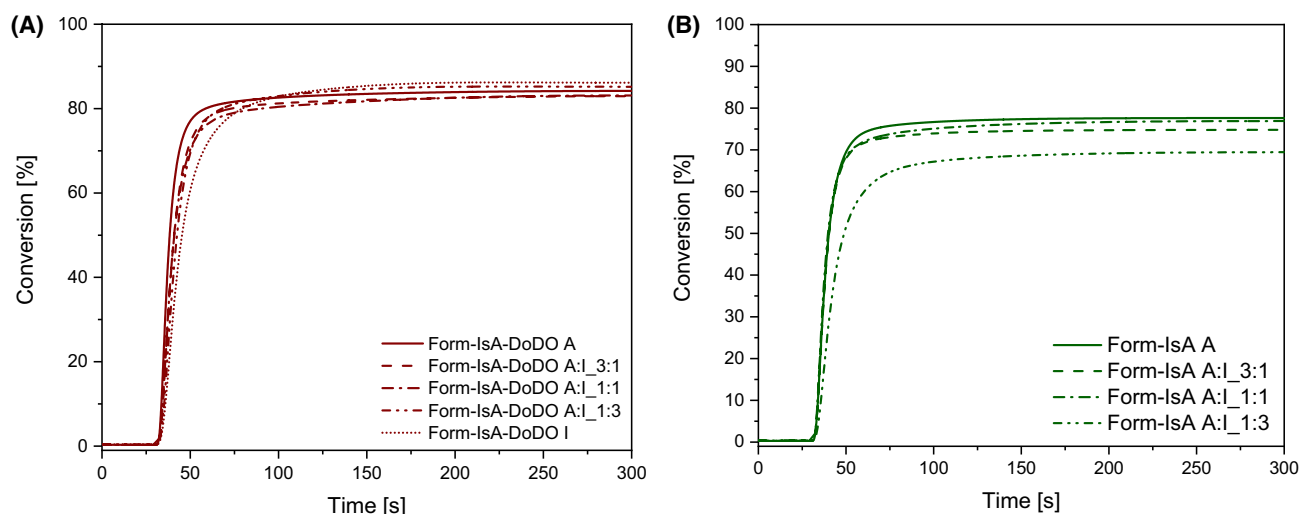 (A)
100
80
60
40
20
0
Conversion [%]
0 50 100 150 200 250 300
Time [s]
Form-IsA-DoDO A
Form-IsA-DoDO A:I_3:1
Form-IsA-DoDO A:I_1:1
Form-IsA-DoDO A:I_1:3
Form-IsA-DoDO I
(B)
100
90
80
70
60
50
40
30
20
10
0
Conversion [%]
0 50 100 150 200 250 300
Time [s]
Form-IsA A
Form-IsA A:I_3:1
Form-IsA A:I_1:1
Form-IsA A:I_1:3